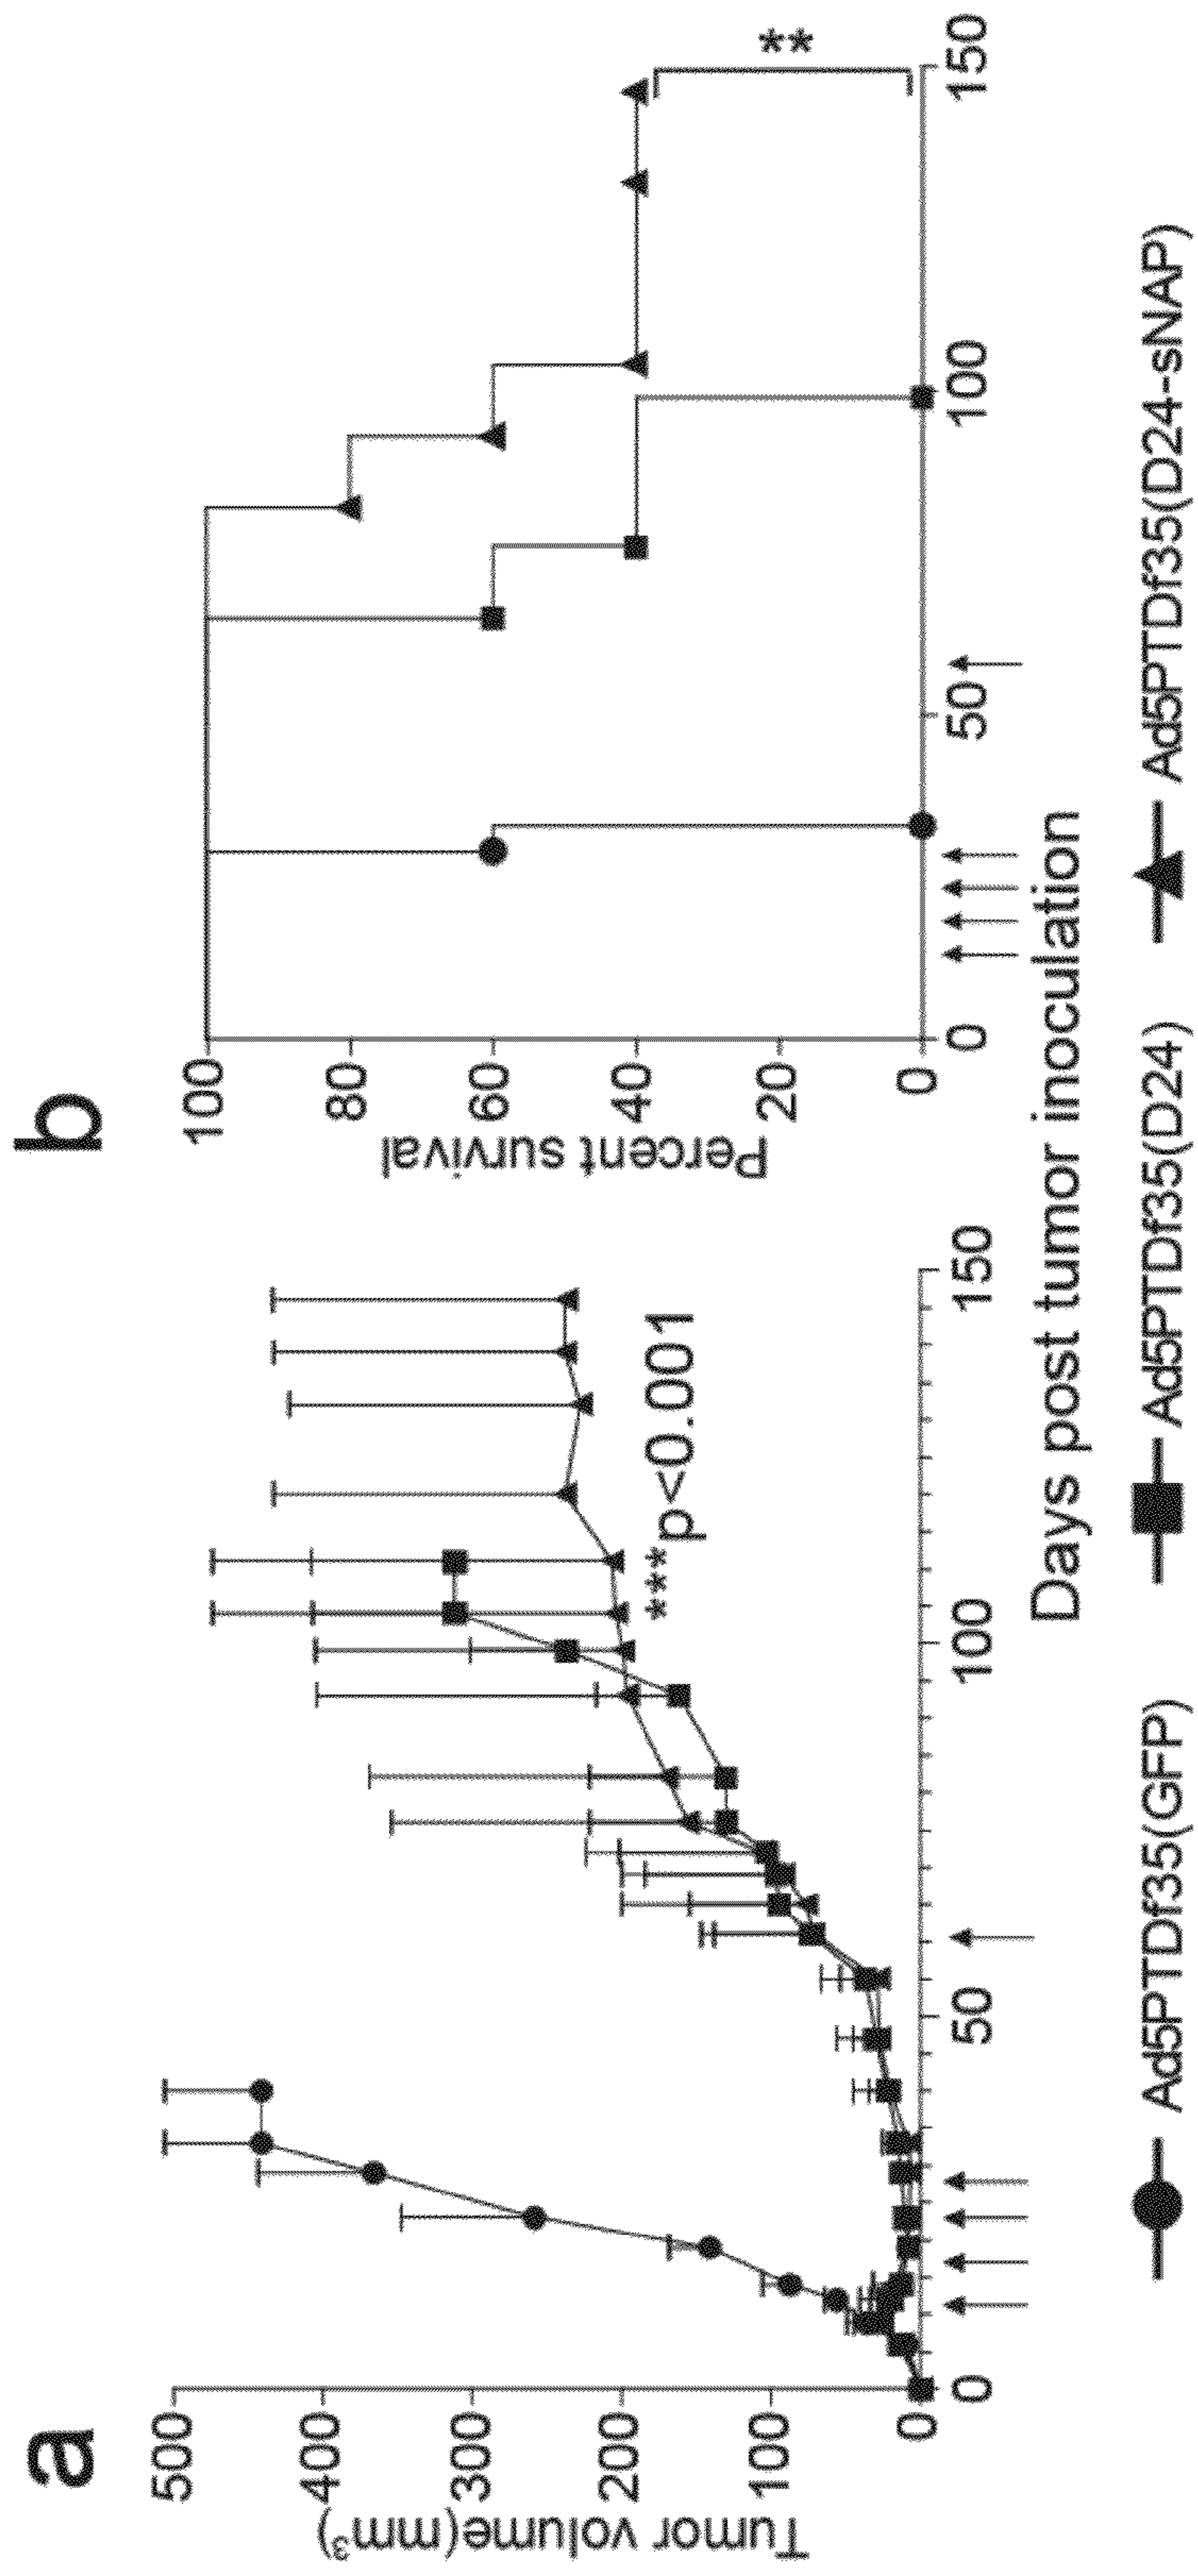 a
500
400
300
200
100
0
Tumor volume(mm³)
***p<0.001
0
50
100
150
b
100
80
60
40
20
0
Percent survival
**
0
50
100
150
Days post tumor inoculation
Ad5PTDf35(GFP)
Ad5PTDf35(D24)
Ad5PTDf35(D24-sNAP)